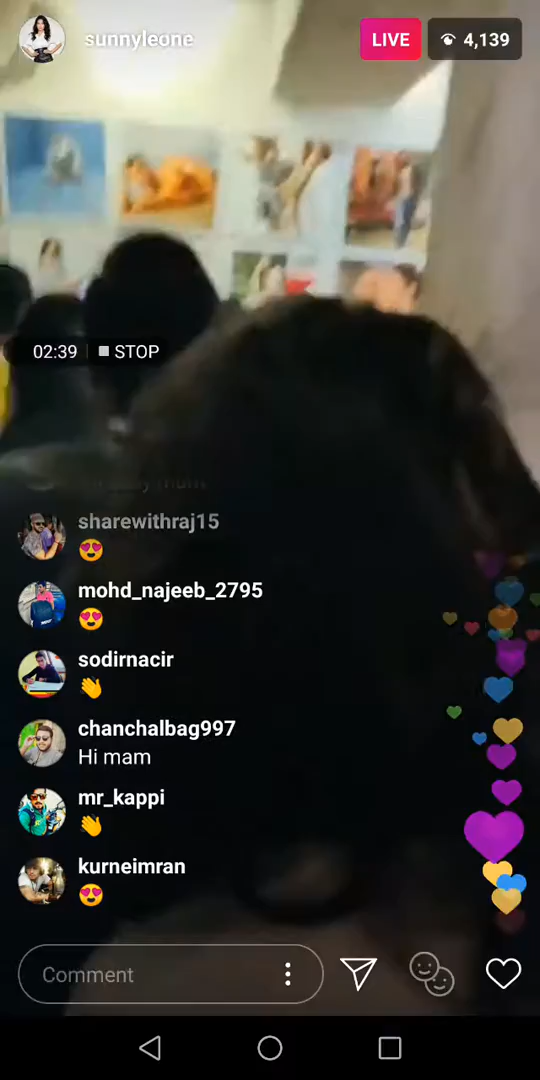 sunnyleone
LIVE
4,139
02:39
STOP
sharewithraj15
😍
mohd_najeeb_2795
😍
sodirnacir
👋
chanchalbag997
Hi mam
mr_kappi
👋
kurneimran
😍
Comment